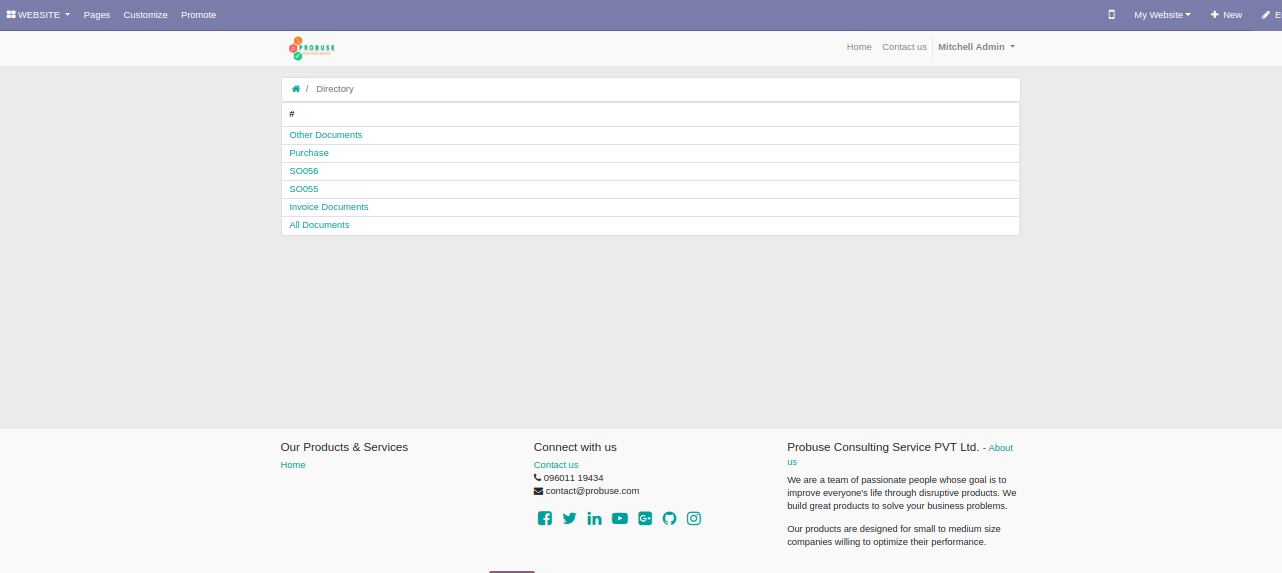 WEBSITE Pages Customize Promote My Website New
PROBUSE Home Contact us Mitchell Admin
/ Directory
#
Other Documents
Purchase
SO056
SO055
Invoice Documents
All Documents
Our Products & Services
Home
Connect with us
Contact us
096011 19434
contact@probuse.com
Probuse Consulting Service PVT Ltd. - About
us
We are a team of passionate people whose goal is to
improve everyone's life through disruptive products. We
build great products to solve your business problems.
Our products are designed for small to medium size
companies willing to optimize their performance.